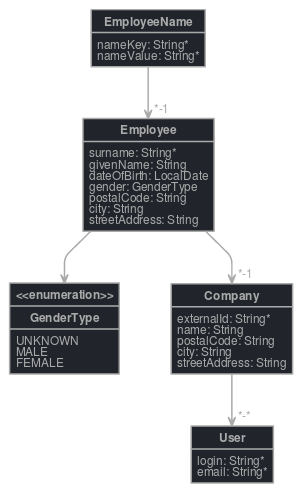 EmployeeName
nameKey: String*
nameValue: String*
*-1
Employee
surname: String*
givenName: String
dateOfBirth: LocalDate
gender: GenderType
postalCode: String
city: String
streetAddress: String
*-1
<<enumeration>>
GenderType
UNKNOWN
MALE
FEMALE
Company
externalId: String*
name: String
postalCode: String
city: String
streetAddress: String
*-*
User
login: String*
email: String*